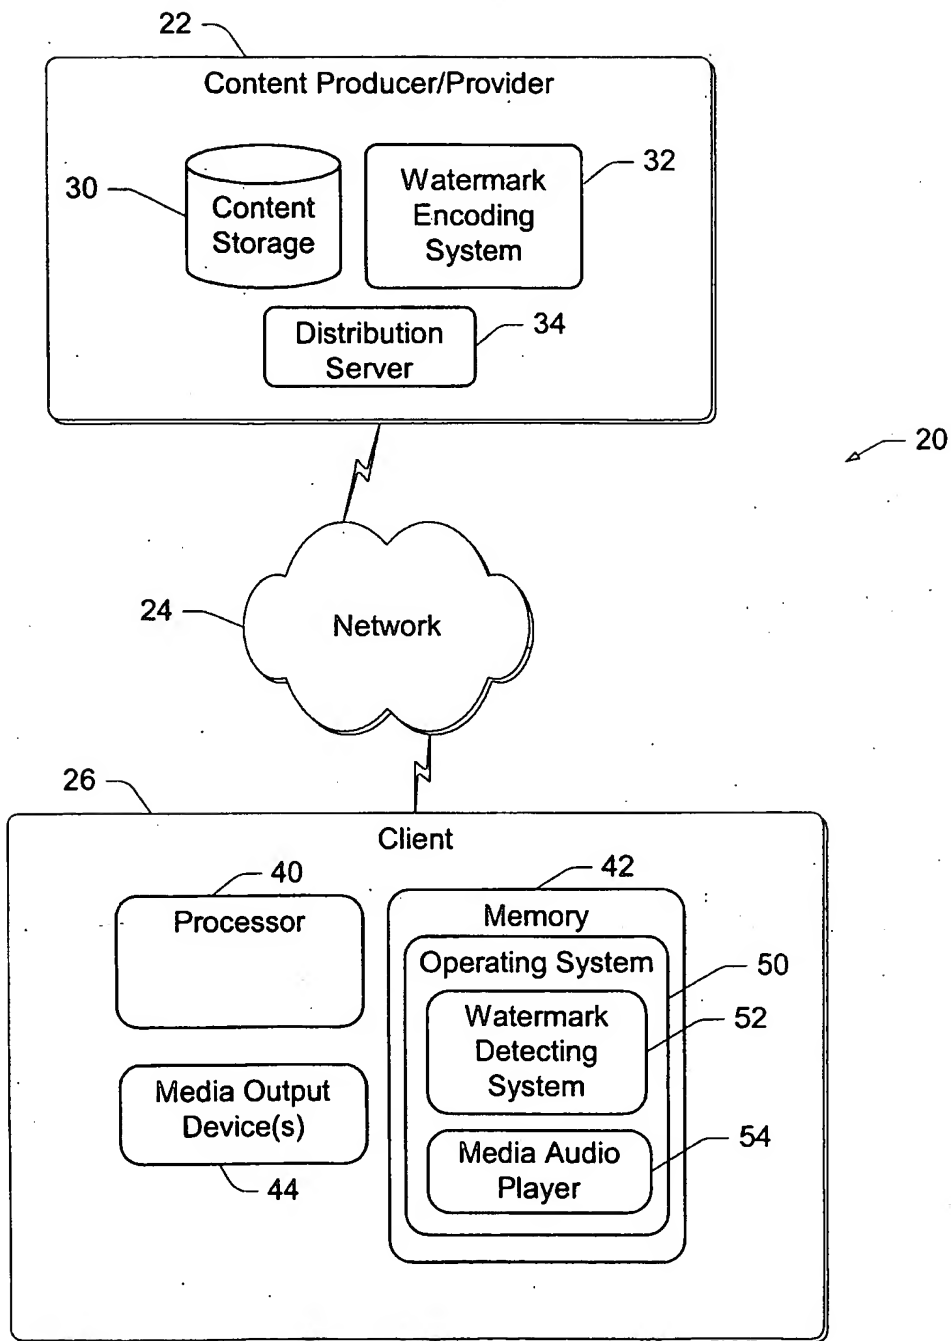 22
Content Producer/Provider
30
Content
Storage
Watermark
Encoding
System
32
Distribution
Server
34
20
24
Network
26
Client
40
Processor
42
Memory
Operating System
50
Watermark
Detecting
System
52
Media Output
Device(s)
44
Media Audio
Player
54